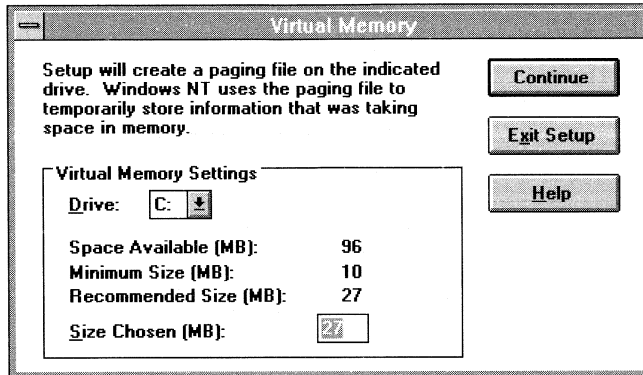 Virtual Memory
Setup will create a paging file on the indicated
drive. Windows NT uses the paging file to
temporarily store information that was taking
space in memory.
Continue
Exit Setup
Help
Virtual Memory Settings
Drive: C:
Space Available (MB): 96
Minimum Size (MB): 10
Recommended Size (MB): 27
Size Chosen (MB): 27